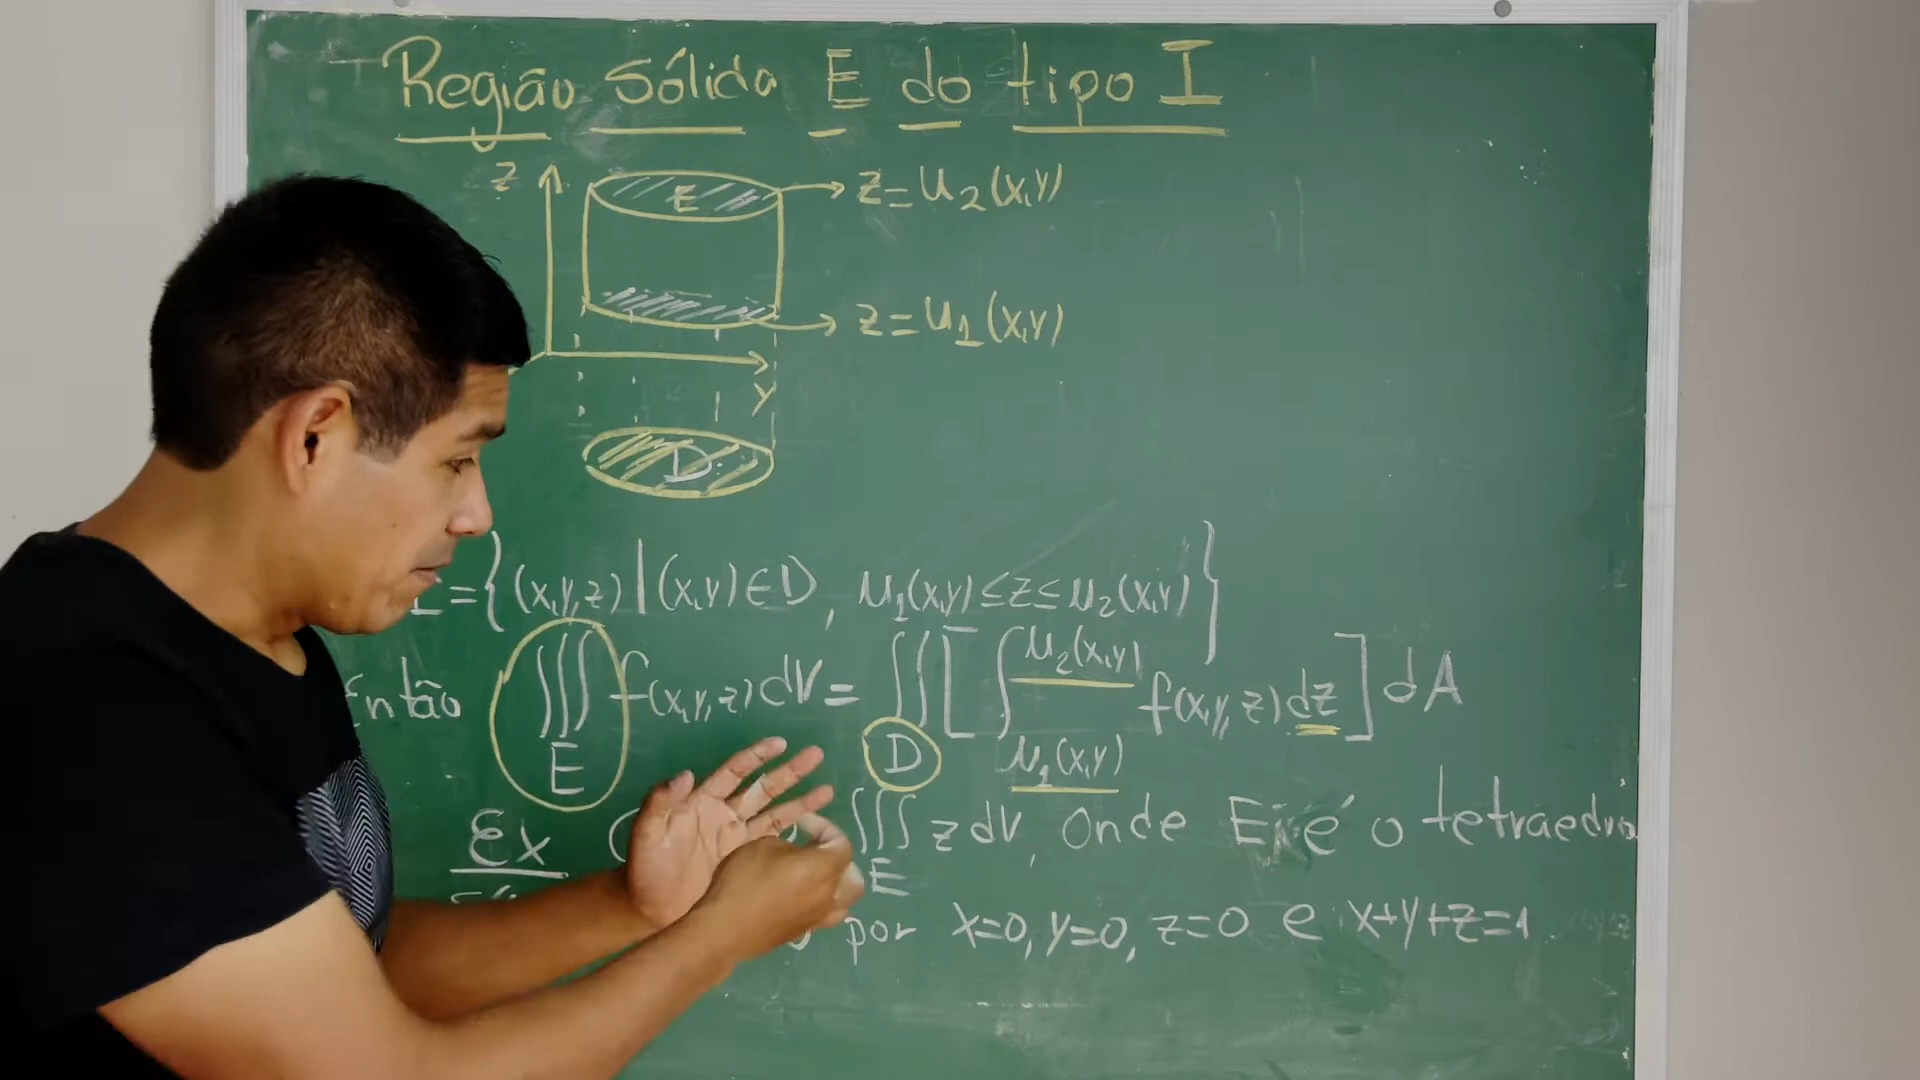 Região Sólida E do tipo I
z
E
z=u₂(x,y)
z=u₁(x,y)
y
D
={(x,y,z)|(x,y)∈D, u₁(x,y)≤z≤u₂(x,y)}
Então ∭_E f(x,y,z)dV = ∬_D [∫_{u₁(x,y)}^{u₂(x,y)} f(x,y,z)dz] dA
Ex ∭_E z dV, Onde E é o tetraedro
por x=0, y=0, z=0 e x+y+z=1